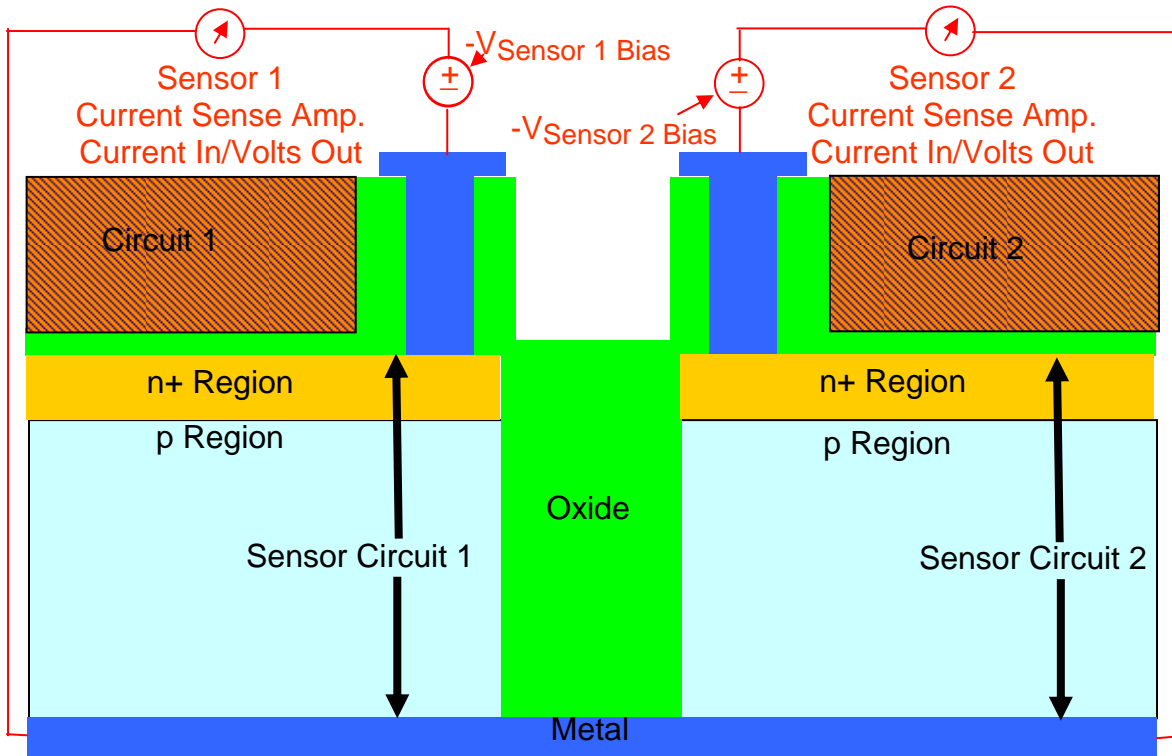 -VSensor 1 Bias
Sensor 1
Current Sense Amp.
Current In/Volts Out
-VSensor 2 Bias
Sensor 2
Current Sense Amp.
Current In/Volts Out
+
+
Circuit 1
Circuit 2
n+ Region
n+ Region
p Region
p Region
Oxide
Sensor Circuit 1
Sensor Circuit 2
Metal